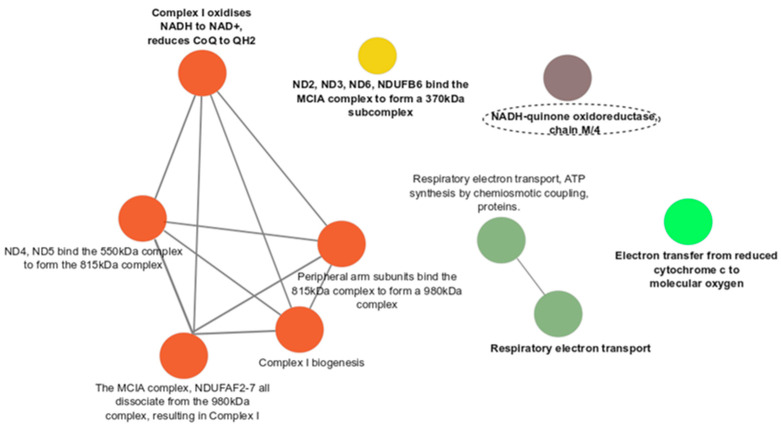 Complex I oxidises
NADH to NAD+,
reduces CoQ to QH2
ND2, ND3, ND6, NDUFB6 bind the
MCIA complex to form a 370kDa
subcomplex
NADH-quinone oxidoreductase,
chain M/4
Respiratory electron transport, ATP
synthesis by chemiosmotic coupling,
proteins.
ND4, ND5 bind the 550kDa complex
to form the 815kDa complex
Peripheral arm subunits bind the
815kDa complex to form a 980kDa
complex
Electron transfer from reduced
cytochrome c to
molecular oxygen
Respiratory electron transport
Complex I biogenesis
The MCIA complex, NDUFAF2-7 all
dissociate from the 980kDa
complex, resulting in Complex I